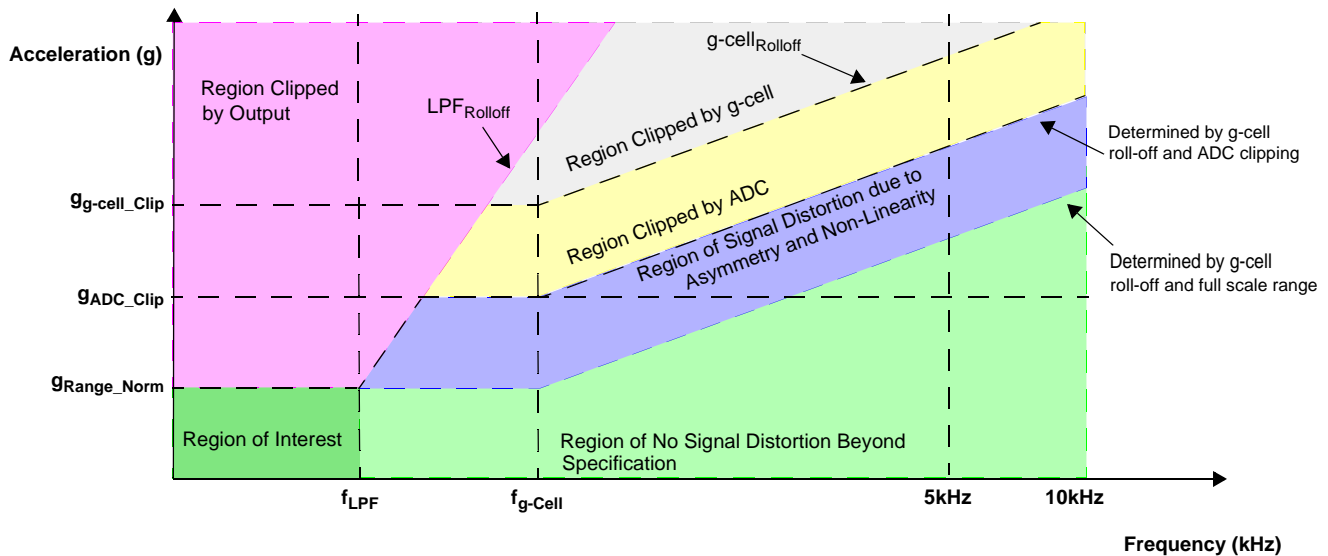 Acceleration (g)
Region Clipped
by Output
LPFRolloff
g-cellRolloff
Region Clipped by g-cell
Region Clipped by ADC
Region of Signal Distortion due to
Asymmetry and Non-Linearity
Determined by g-cell
roll-off and ADC clipping
Determined by g-cell
roll-off and full scale range
gg-cell_Clip
gADC_Clip
gRange_Norm
Region of Interest
Region of No Signal Distortion Beyond
Specification
fLPF
fg-Cell
5kHz
10kHz
Frequency (kHz)